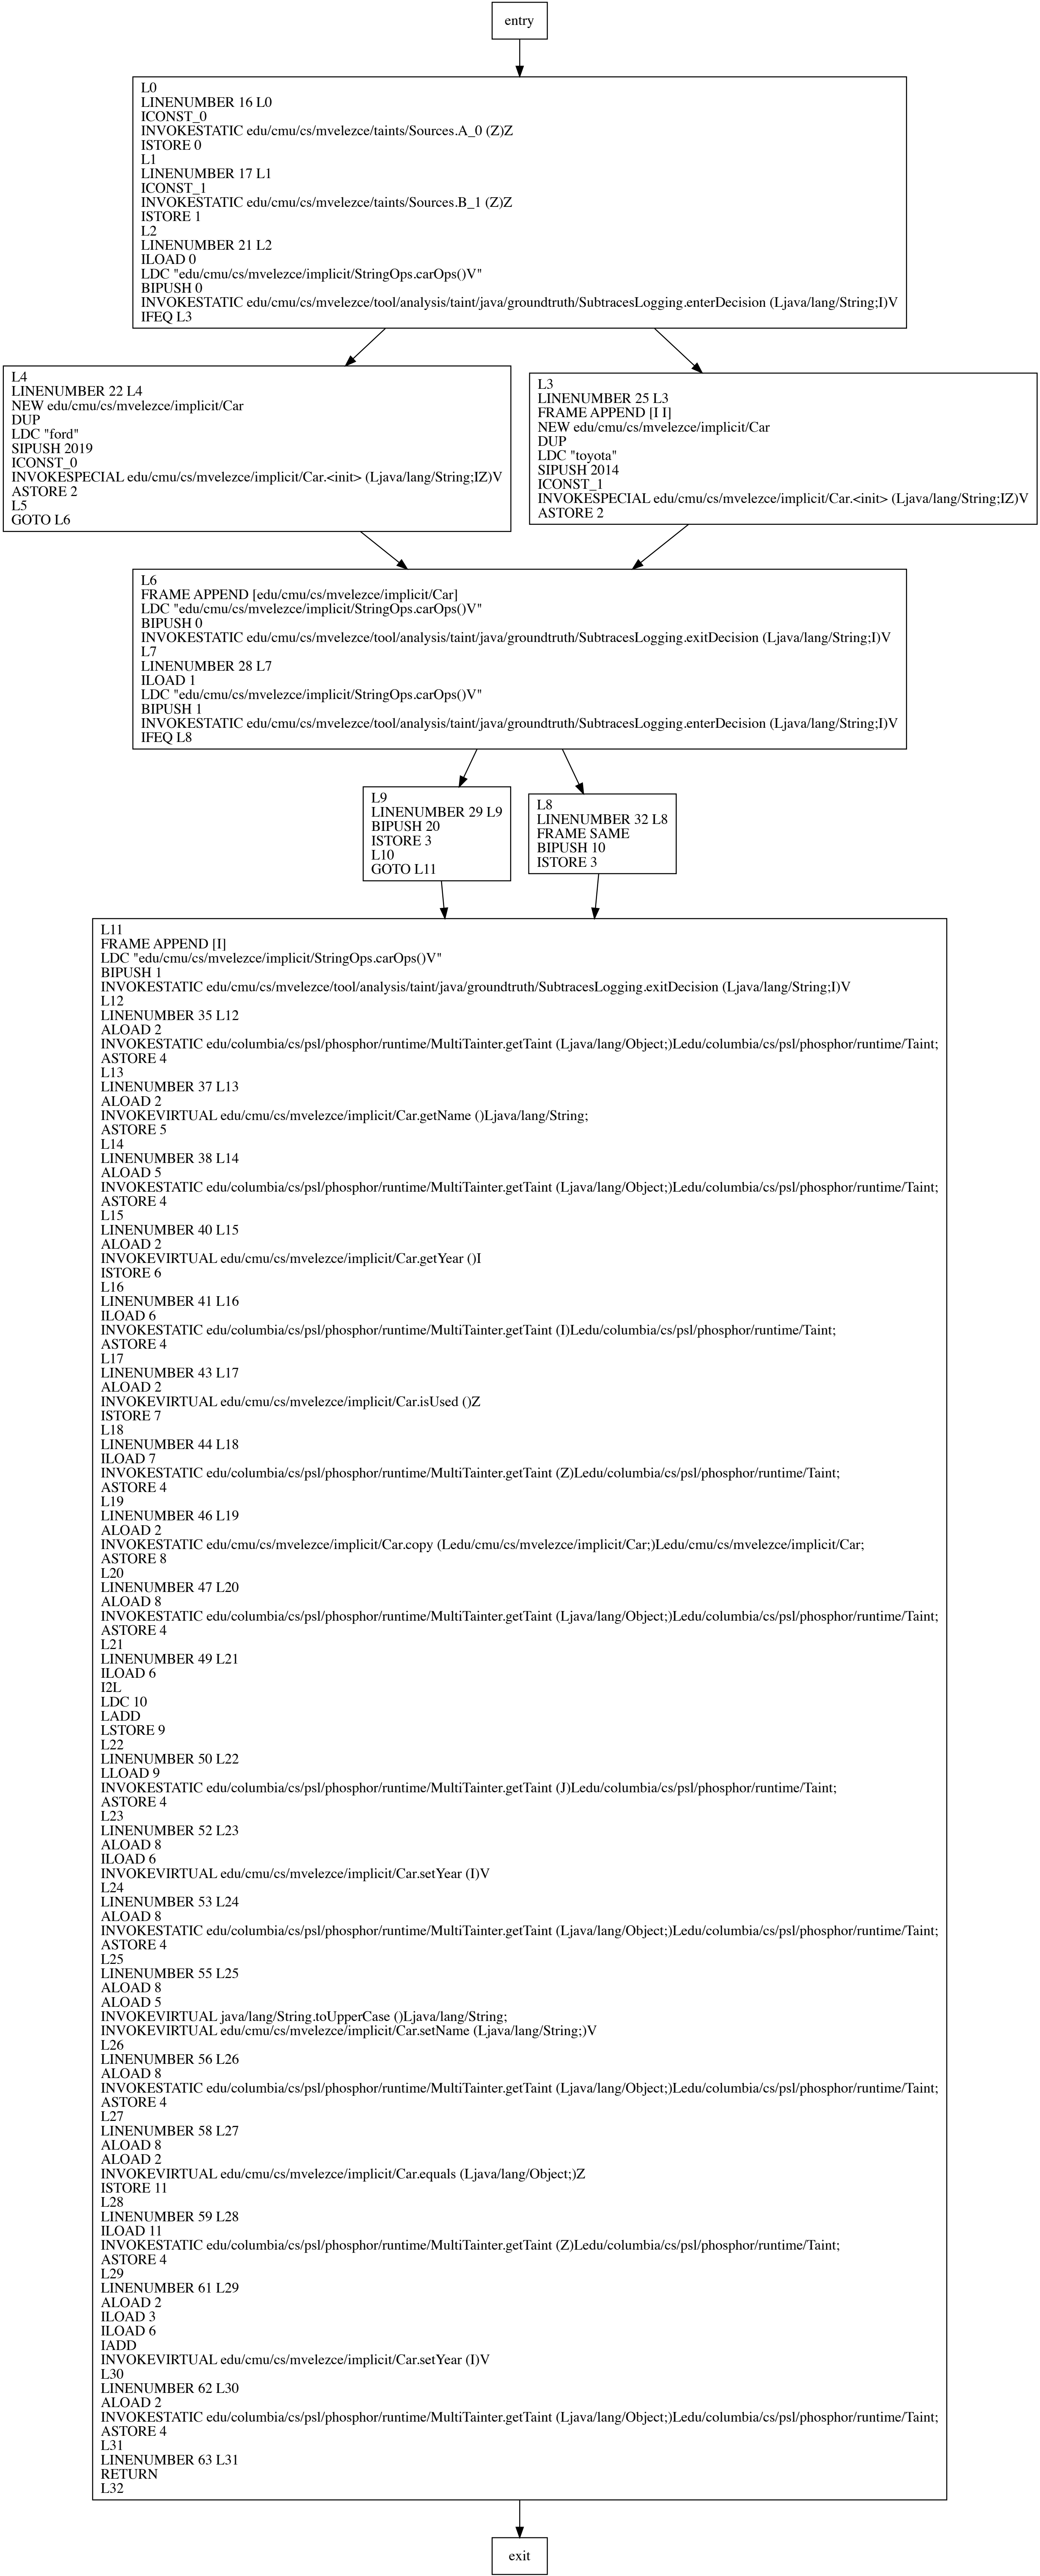 entry
L0
LINENUMBER 16 L0
ICONST_0
INVOKESTATIC edu/cmu/cs/mvelezce/taints/Sources.A_0 (Z)Z
ISTORE 0
L1
LINENUMBER 17 L1
ICONST_1
INVOKESTATIC edu/cmu/cs/mvelezce/taints/Sources.B_1 (Z)Z
ISTORE 1
L2
LINENUMBER 21 L2
ILOAD 0
LDC "edu/cmu/cs/mvelezce/implicit/StringOps.carOps()V"
BIPUSH 0
INVOKESTATIC edu/cmu/cs/mvelezce/tool/analysis/taint/java/groundtruth/SubtracesLogging.enterDecision (Ljava/lang/String;I)V
IFEQ L3
L4
LINENUMBER 22 L4
NEW edu/cmu/cs/mvelezce/implicit/Car
DUP
LDC "ford"
SIPUSH 2019
ICONST_0
INVOKESPECIAL edu/cmu/cs/mvelezce/implicit/Car.<init> (Ljava/lang/String;IZ)V
ASTORE 2
L5
GOTO L6
L3
LINENUMBER 25 L3
FRAME APPEND [I I]
NEW edu/cmu/cs/mvelezce/implicit/Car
DUP
LDC "toyota"
SIPUSH 2014
ICONST_1
INVOKESPECIAL edu/cmu/cs/mvelezce/implicit/Car.<init> (Ljava/lang/String;IZ)V
ASTORE 2
L6
FRAME APPEND [edu/cmu/cs/mvelezce/implicit/Car]
LDC "edu/cmu/cs/mvelezce/implicit/StringOps.carOps()V"
BIPUSH 0
INVOKESTATIC edu/cmu/cs/mvelezce/tool/analysis/taint/java/groundtruth/SubtracesLogging.exitDecision (Ljava/lang/String;I)V
L7
LINENUMBER 28 L7
ILOAD 1
LDC "edu/cmu/cs/mvelezce/implicit/StringOps.carOps()V"
BIPUSH 1
INVOKESTATIC edu/cmu/cs/mvelezce/tool/analysis/taint/java/groundtruth/SubtracesLogging.enterDecision (Ljava/lang/String;I)V
IFEQ L8
L9
LINENUMBER 29 L9
BIPUSH 20
ISTORE 3
L10
GOTO L11
L8
LINENUMBER 32 L8
FRAME SAME
BIPUSH 10
ISTORE 3
L11
FRAME APPEND [I]
LDC "edu/cmu/cs/mvelezce/implicit/StringOps.carOps()V"
BIPUSH 1
INVOKESTATIC edu/cmu/cs/mvelezce/tool/analysis/taint/java/groundtruth/SubtracesLogging.exitDecision (Ljava/lang/String;I)V
L12
LINENUMBER 35 L12
ALOAD 2
INVOKESTATIC edu/columbia/cs/psl/phosphor/runtime/MultiTainter.getTaint (Ljava/lang/Object;)Ledu/columbia/cs/psl/phosphor/runtime/Taint;
ASTORE 4
L13
LINENUMBER 37 L13
ALOAD 2
INVOKEVIRTUAL edu/cmu/cs/mvelezce/implicit/Car.getName ()Ljava/lang/String;
ASTORE 5
L14
LINENUMBER 38 L14
ALOAD 5
INVOKESTATIC edu/columbia/cs/psl/phosphor/runtime/MultiTainter.getTaint (Ljava/lang/Object;)Ledu/columbia/cs/psl/phosphor/runtime/Taint;
ASTORE 4
L15
LINENUMBER 40 L15
ALOAD 2
INVOKEVIRTUAL edu/cmu/cs/mvelezce/implicit/Car.getYear ()I
ISTORE 6
L16
LINENUMBER 41 L16
ILOAD 6
INVOKESTATIC edu/columbia/cs/psl/phosphor/runtime/MultiTainter.getTaint (I)Ledu/columbia/cs/psl/phosphor/runtime/Taint;
ASTORE 4
L17
LINENUMBER 43 L17
ALOAD 2
INVOKEVIRTUAL edu/cmu/cs/mvelezce/implicit/Car.isUsed ()Z
ISTORE 7
L18
LINENUMBER 44 L18
ILOAD 7
INVOKESTATIC edu/columbia/cs/psl/phosphor/runtime/MultiTainter.getTaint (Z)Ledu/columbia/cs/psl/phosphor/runtime/Taint;
ASTORE 4
L19
LINENUMBER 46 L19
ALOAD 2
INVOKESTATIC edu/cmu/cs/mvelezce/implicit/Car.copy (Ledu/cmu/cs/mvelezce/implicit/Car;)Ledu/cmu/cs/mvelezce/implicit/Car;
ASTORE 8
L20
LINENUMBER 47 L20
ALOAD 8
INVOKESTATIC edu/columbia/cs/psl/phosphor/runtime/MultiTainter.getTaint (Ljava/lang/Object;)Ledu/columbia/cs/psl/phosphor/runtime/Taint;
ASTORE 4
L21
LINENUMBER 49 L21
ILOAD 6
I2L
LDC 10
LADD
LSTORE 9
L22
LINENUMBER 50 L22
LLOAD 9
INVOKESTATIC edu/columbia/cs/psl/phosphor/runtime/MultiTainter.getTaint (J)Ledu/columbia/cs/psl/phosphor/runtime/Taint;
ASTORE 4
L23
LINENUMBER 52 L23
ALOAD 8
ILOAD 6
INVOKEVIRTUAL edu/cmu/cs/mvelezce/implicit/Car.setYear (I)V
L24
LINENUMBER 53 L24
ALOAD 8
INVOKESTATIC edu/columbia/cs/psl/phosphor/runtime/MultiTainter.getTaint (Ljava/lang/Object;)Ledu/columbia/cs/psl/phosphor/runtime/Taint;
ASTORE 4
L25
LINENUMBER 55 L25
ALOAD 8
ALOAD 5
INVOKEVIRTUAL java/lang/String.toUpperCase ()Ljava/lang/String;
INVOKEVIRTUAL edu/cmu/cs/mvelezce/implicit/Car.setName (Ljava/lang/String;)V
L26
LINENUMBER 56 L26
ALOAD 8
INVOKESTATIC edu/columbia/cs/psl/phosphor/runtime/MultiTainter.getTaint (Ljava/lang/Object;)Ledu/columbia/cs/psl/phosphor/runtime/Taint;
ASTORE 4
L27
LINENUMBER 58 L27
ALOAD 8
ALOAD 2
INVOKEVIRTUAL edu/cmu/cs/mvelezce/implicit/Car.equals (Ljava/lang/Object;)Z
ISTORE 11
L28
LINENUMBER 59 L28
ILOAD 11
INVOKESTATIC edu/columbia/cs/psl/phosphor/runtime/MultiTainter.getTaint (Z)Ledu/columbia/cs/psl/phosphor/runtime/Taint;
ASTORE 4
L29
LINENUMBER 61 L29
ALOAD 2
ILOAD 3
ILOAD 6
IADD
INVOKEVIRTUAL edu/cmu/cs/mvelezce/implicit/Car.setYear (I)V
L30
LINENUMBER 62 L30
ALOAD 2
INVOKESTATIC edu/columbia/cs/psl/phosphor/runtime/MultiTainter.getTaint (Ljava/lang/Object;)Ledu/columbia/cs/psl/phosphor/runtime/Taint;
ASTORE 4
L31
LINENUMBER 63 L31
RETURN
L32
exit